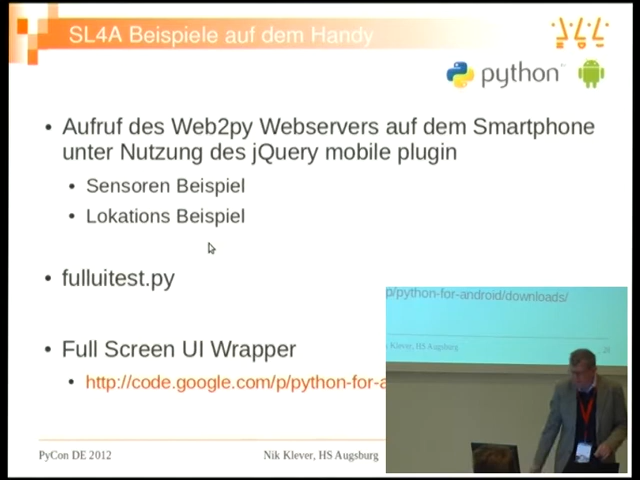 SL4A Beispiele auf dem Handy
python
• Aufruf des Web2py Webservers auf dem Smartphone
unter Nutzung des jQuery mobile plugin
• Sensoren Beispiel
• Lokations Beispiel
• fulluitest.py
• Full Screen UI Wrapper
• http://code.google.com/p/python-for-a
PyCon DE 2012
Nik Klever, HS Augsburg
p/python-for-android/downloads/
Klever, HS Augsburg